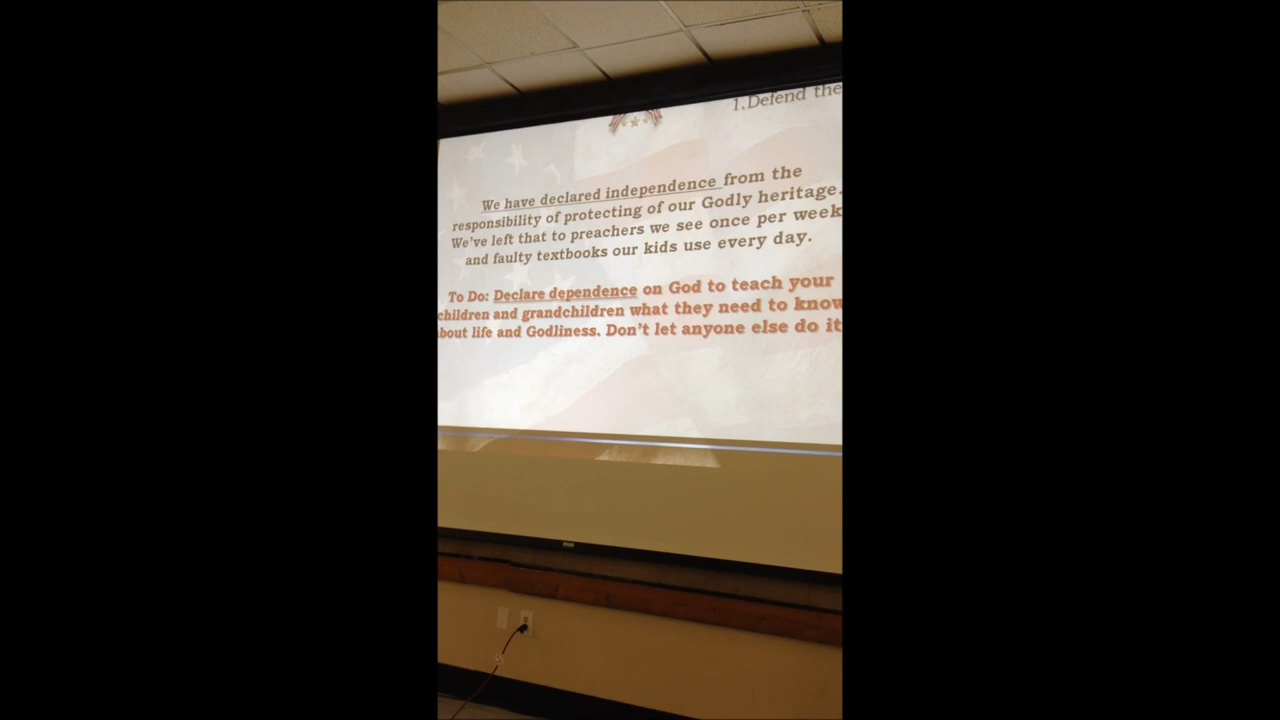 1.Defend the
We have declared independence from the
responsibility of protecting of our Godly heritage.
We've left that to preachers we see once per week
and faulty textbooks our kids use every day.
To Do: Declare dependence on God to teach your
children and grandchildren what they need to know
about life and Godliness. Don't let anyone else do it